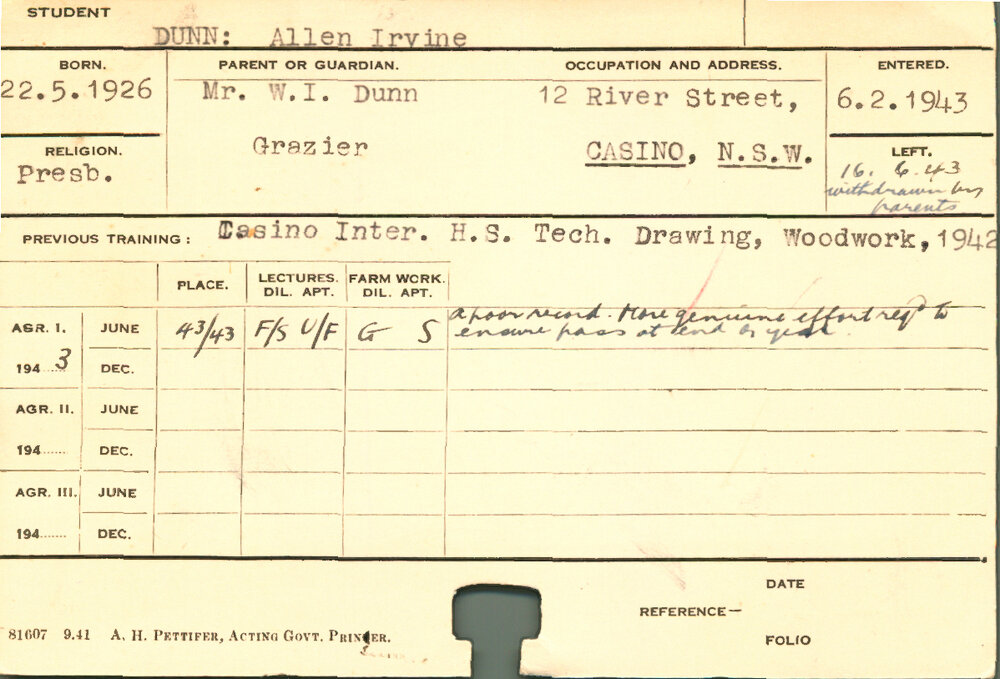 STUDENT
DUNN: Allen Irvine
BORN. PARENT OR GUARDIAN. OCCUPATION AND ADDRESS. ENTERED.
22.5.1926 Mr. W.I. Dunn 12 River Street, 6.2.1943
Grazier CASINO, N.S.W.
RELIGION. LEFT.
Presb. 16. 6.43
withdrawn by
parents
PREVIOUS TRAINING: Casino Inter. H.S. Tech. Drawing, Woodwork, 1942
PLACE. LECTURES. FARM WORK.
DIL. APT. DIL. APT.
AGR. I. JUNE 43/43 F/S U/F G S A poor record. More genuine effort reqd to
ensure pass at end of year.
1943 DEC.
AGR. II. JUNE
194...... DEC.
AGR. III. JUNE
194...... DEC.
DATE
REFERENCE—
FOLIO
81607 9.41 A. H. PETTIFER, ACTING GOVT. PRINTER.